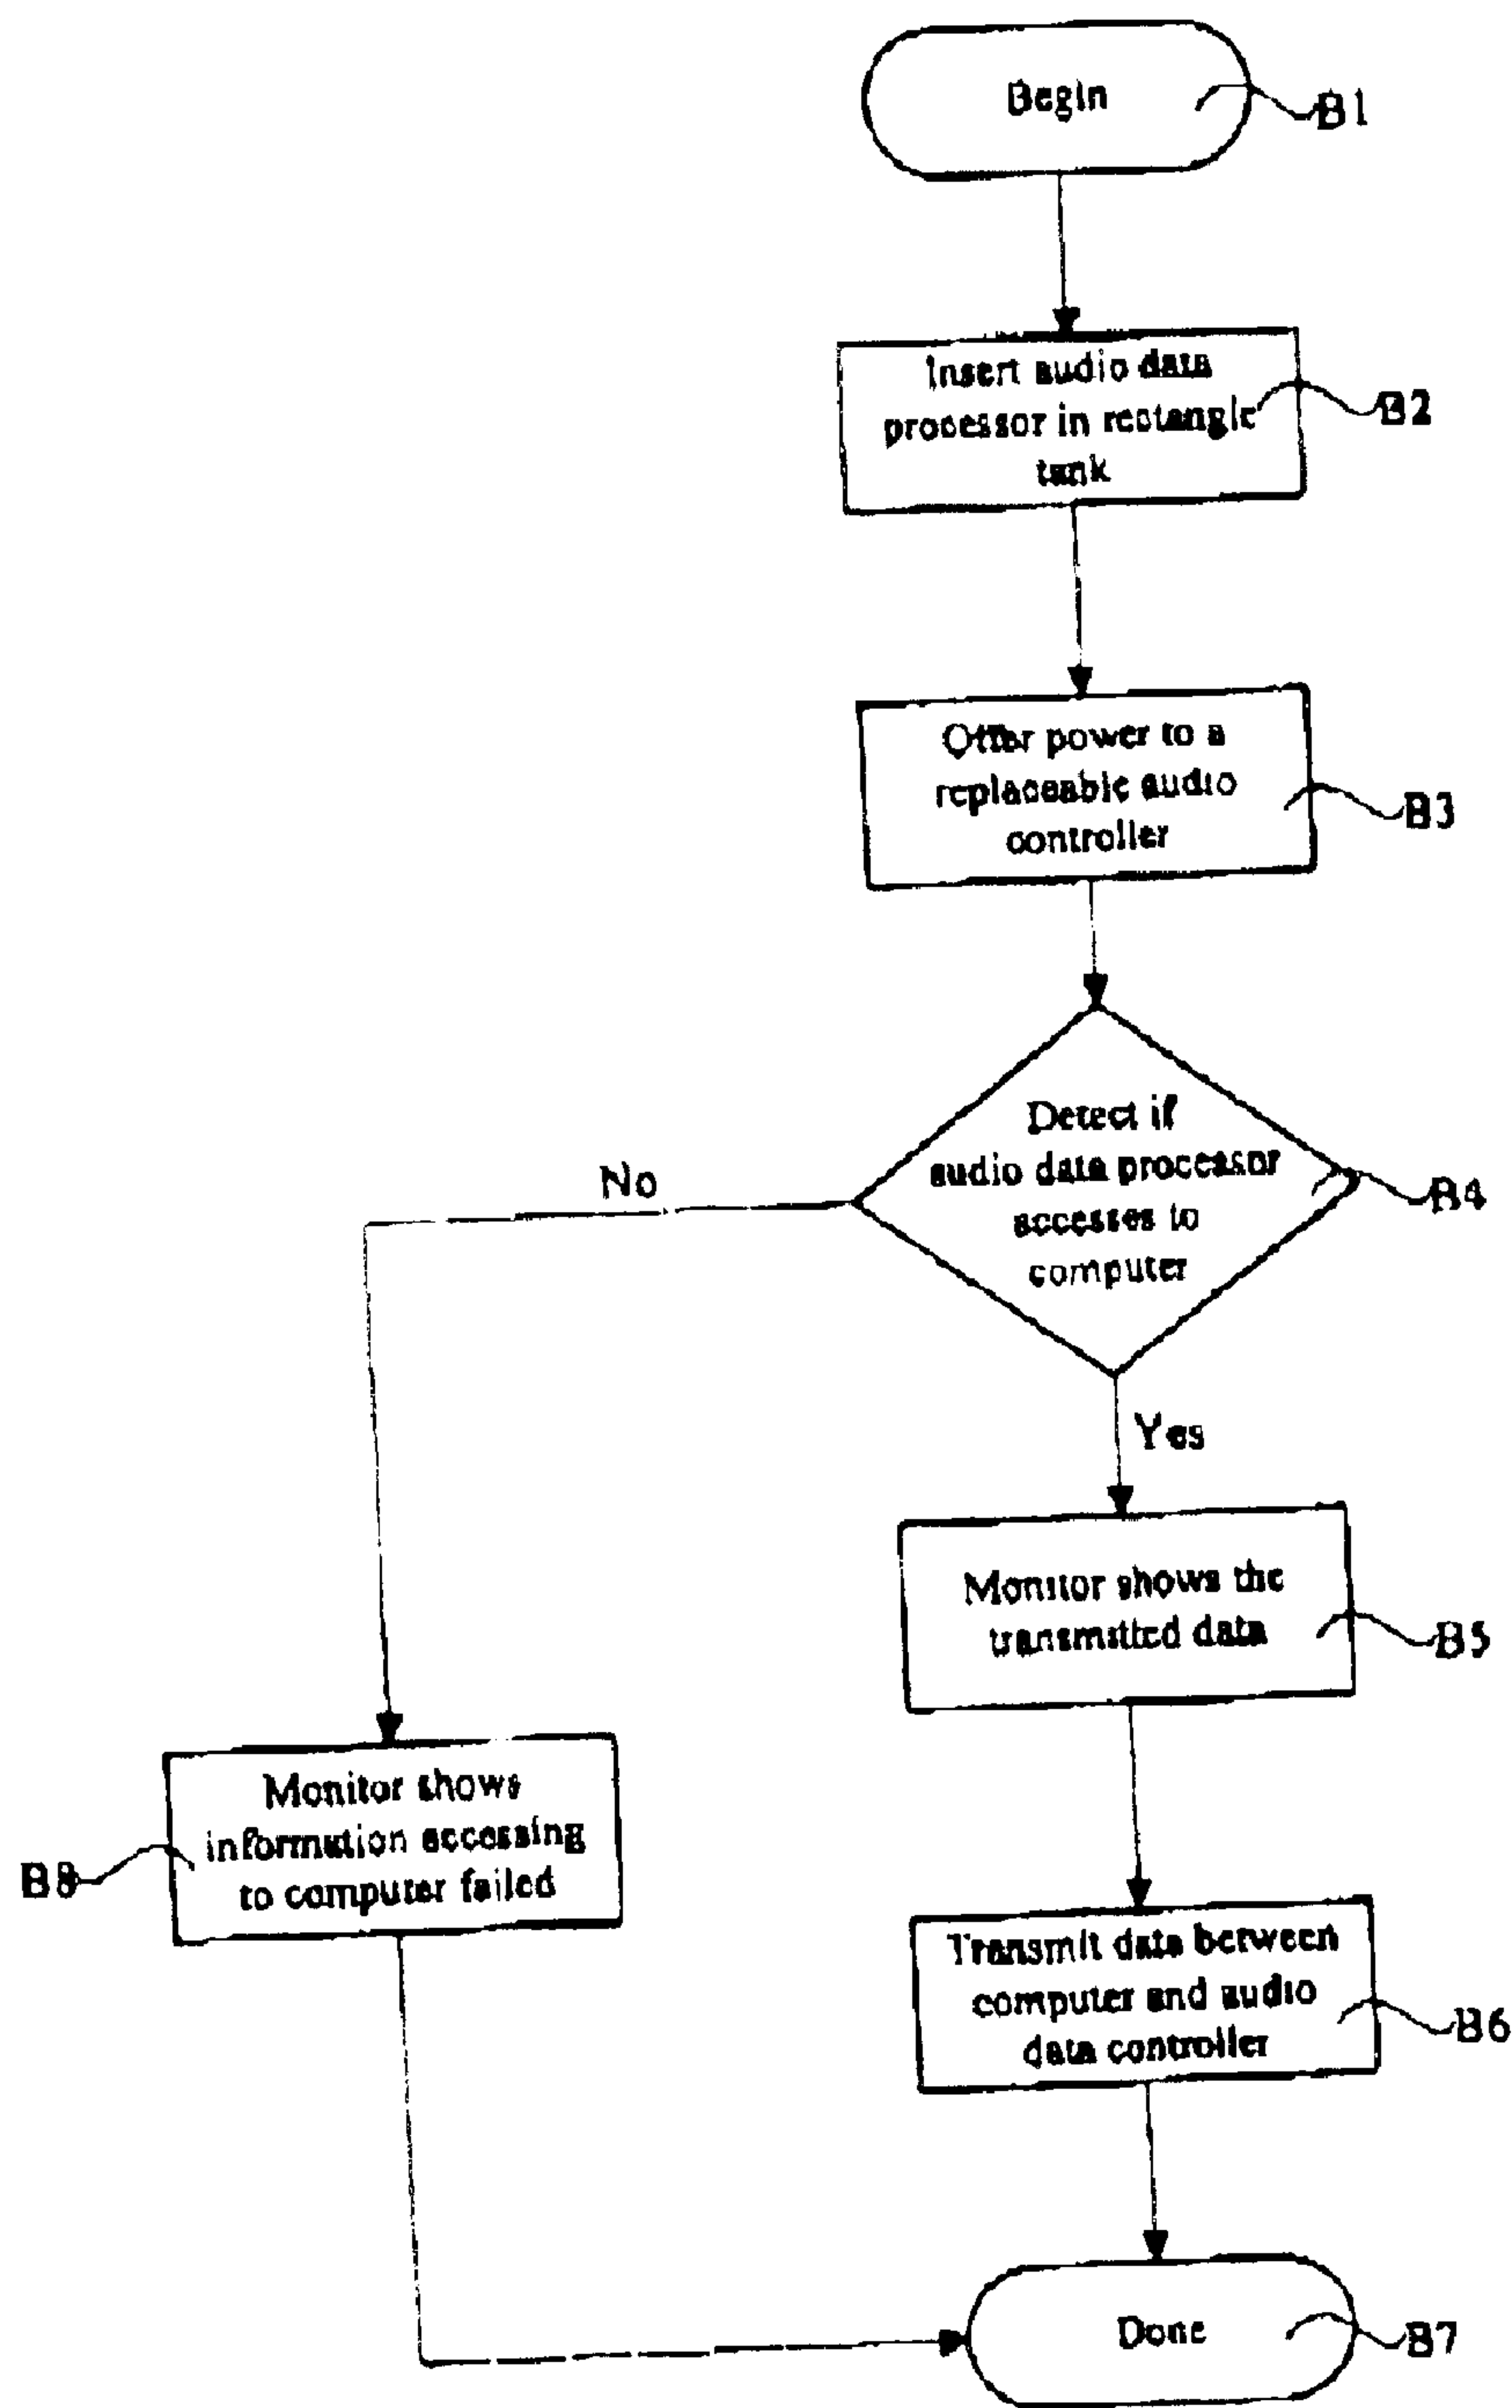 Begin
B1
Insert audio data
processor in rectangle
tank
B2
Offer power to a
replaceable audio
controller
B3
Detect if
audio data processor
accesses to
computer
B4
No
Yes
Monitor shows the
transmitted data
B5
Monitor shows
information accessing
to computer failed
B8
Transmit data between
computer and audio
data controller
B6
Done
B7